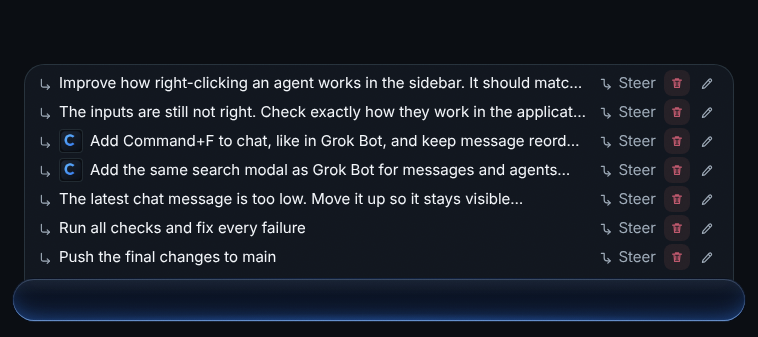 Improve how right-clicking an agent works in the sidebar. It should matc... Steer
The inputs are still not right. Check exactly how they work in the applicat... Steer
C Add Command+F to chat, like in Grok Bot, and keep message reord... Steer
C Add the same search modal as Grok Bot for messages and agents... Steer
The latest chat message is too low. Move it up so it stays visible... Steer
Run all checks and fix every failure Steer
Push the final changes to main Steer